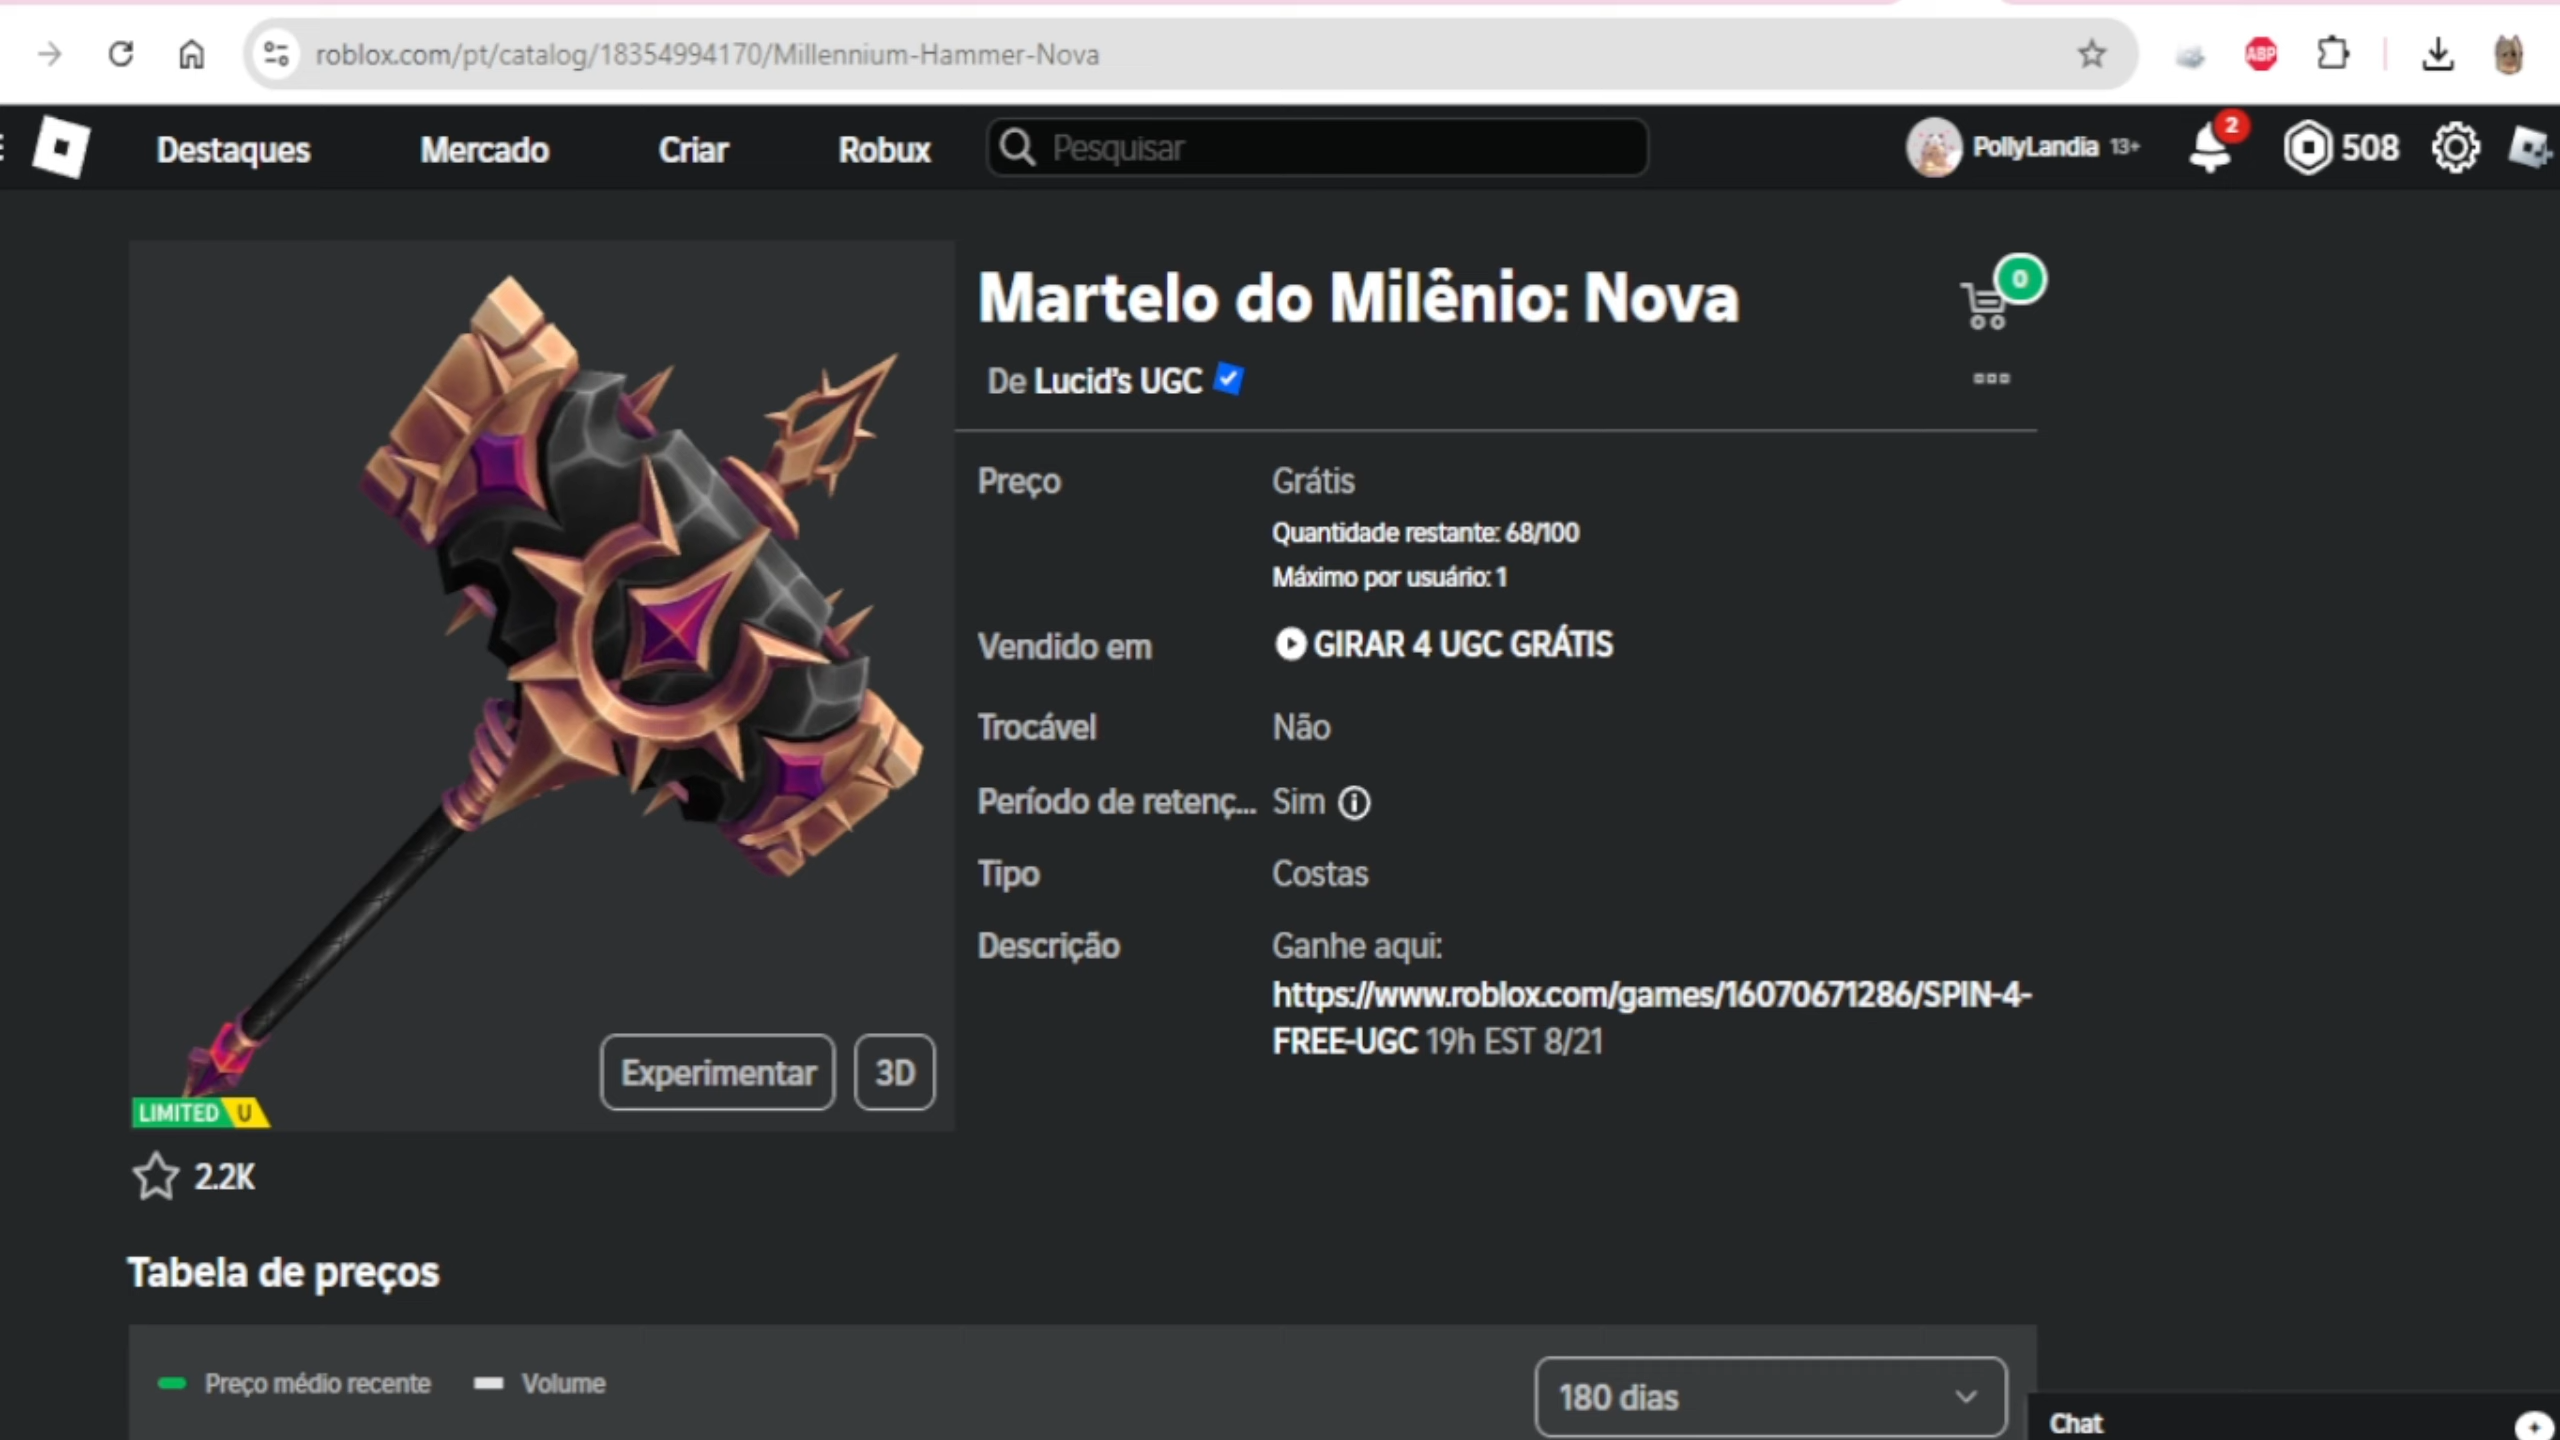 roblox.com/pt/catalog/18354994170/Millennium-Hammer-Nova
ABP
Destaques
Mercado
Criar
Robux
Pesquisar
PollyLandia 13+
2
508
Martelo do Milênio: Nova
0
De Lucid's UGC
Preço
Grátis
Quantidade restante: 68/100
Máximo por usuário: 1
Vendido em
GIRAR 4 UGC GRÁTIS
Trocável
Não
Período de retenç...
Sim
Tipo
Costas
Descrição
Ganhe aqui:
https://www.roblox.com/games/16070671286/SPIN-4-
FREE-UGC 19h EST 8/21
Experimentar
3D
LIMITED U
2.2K
Tabela de preços
Preço médio recente
Volume
180 dias
Chat